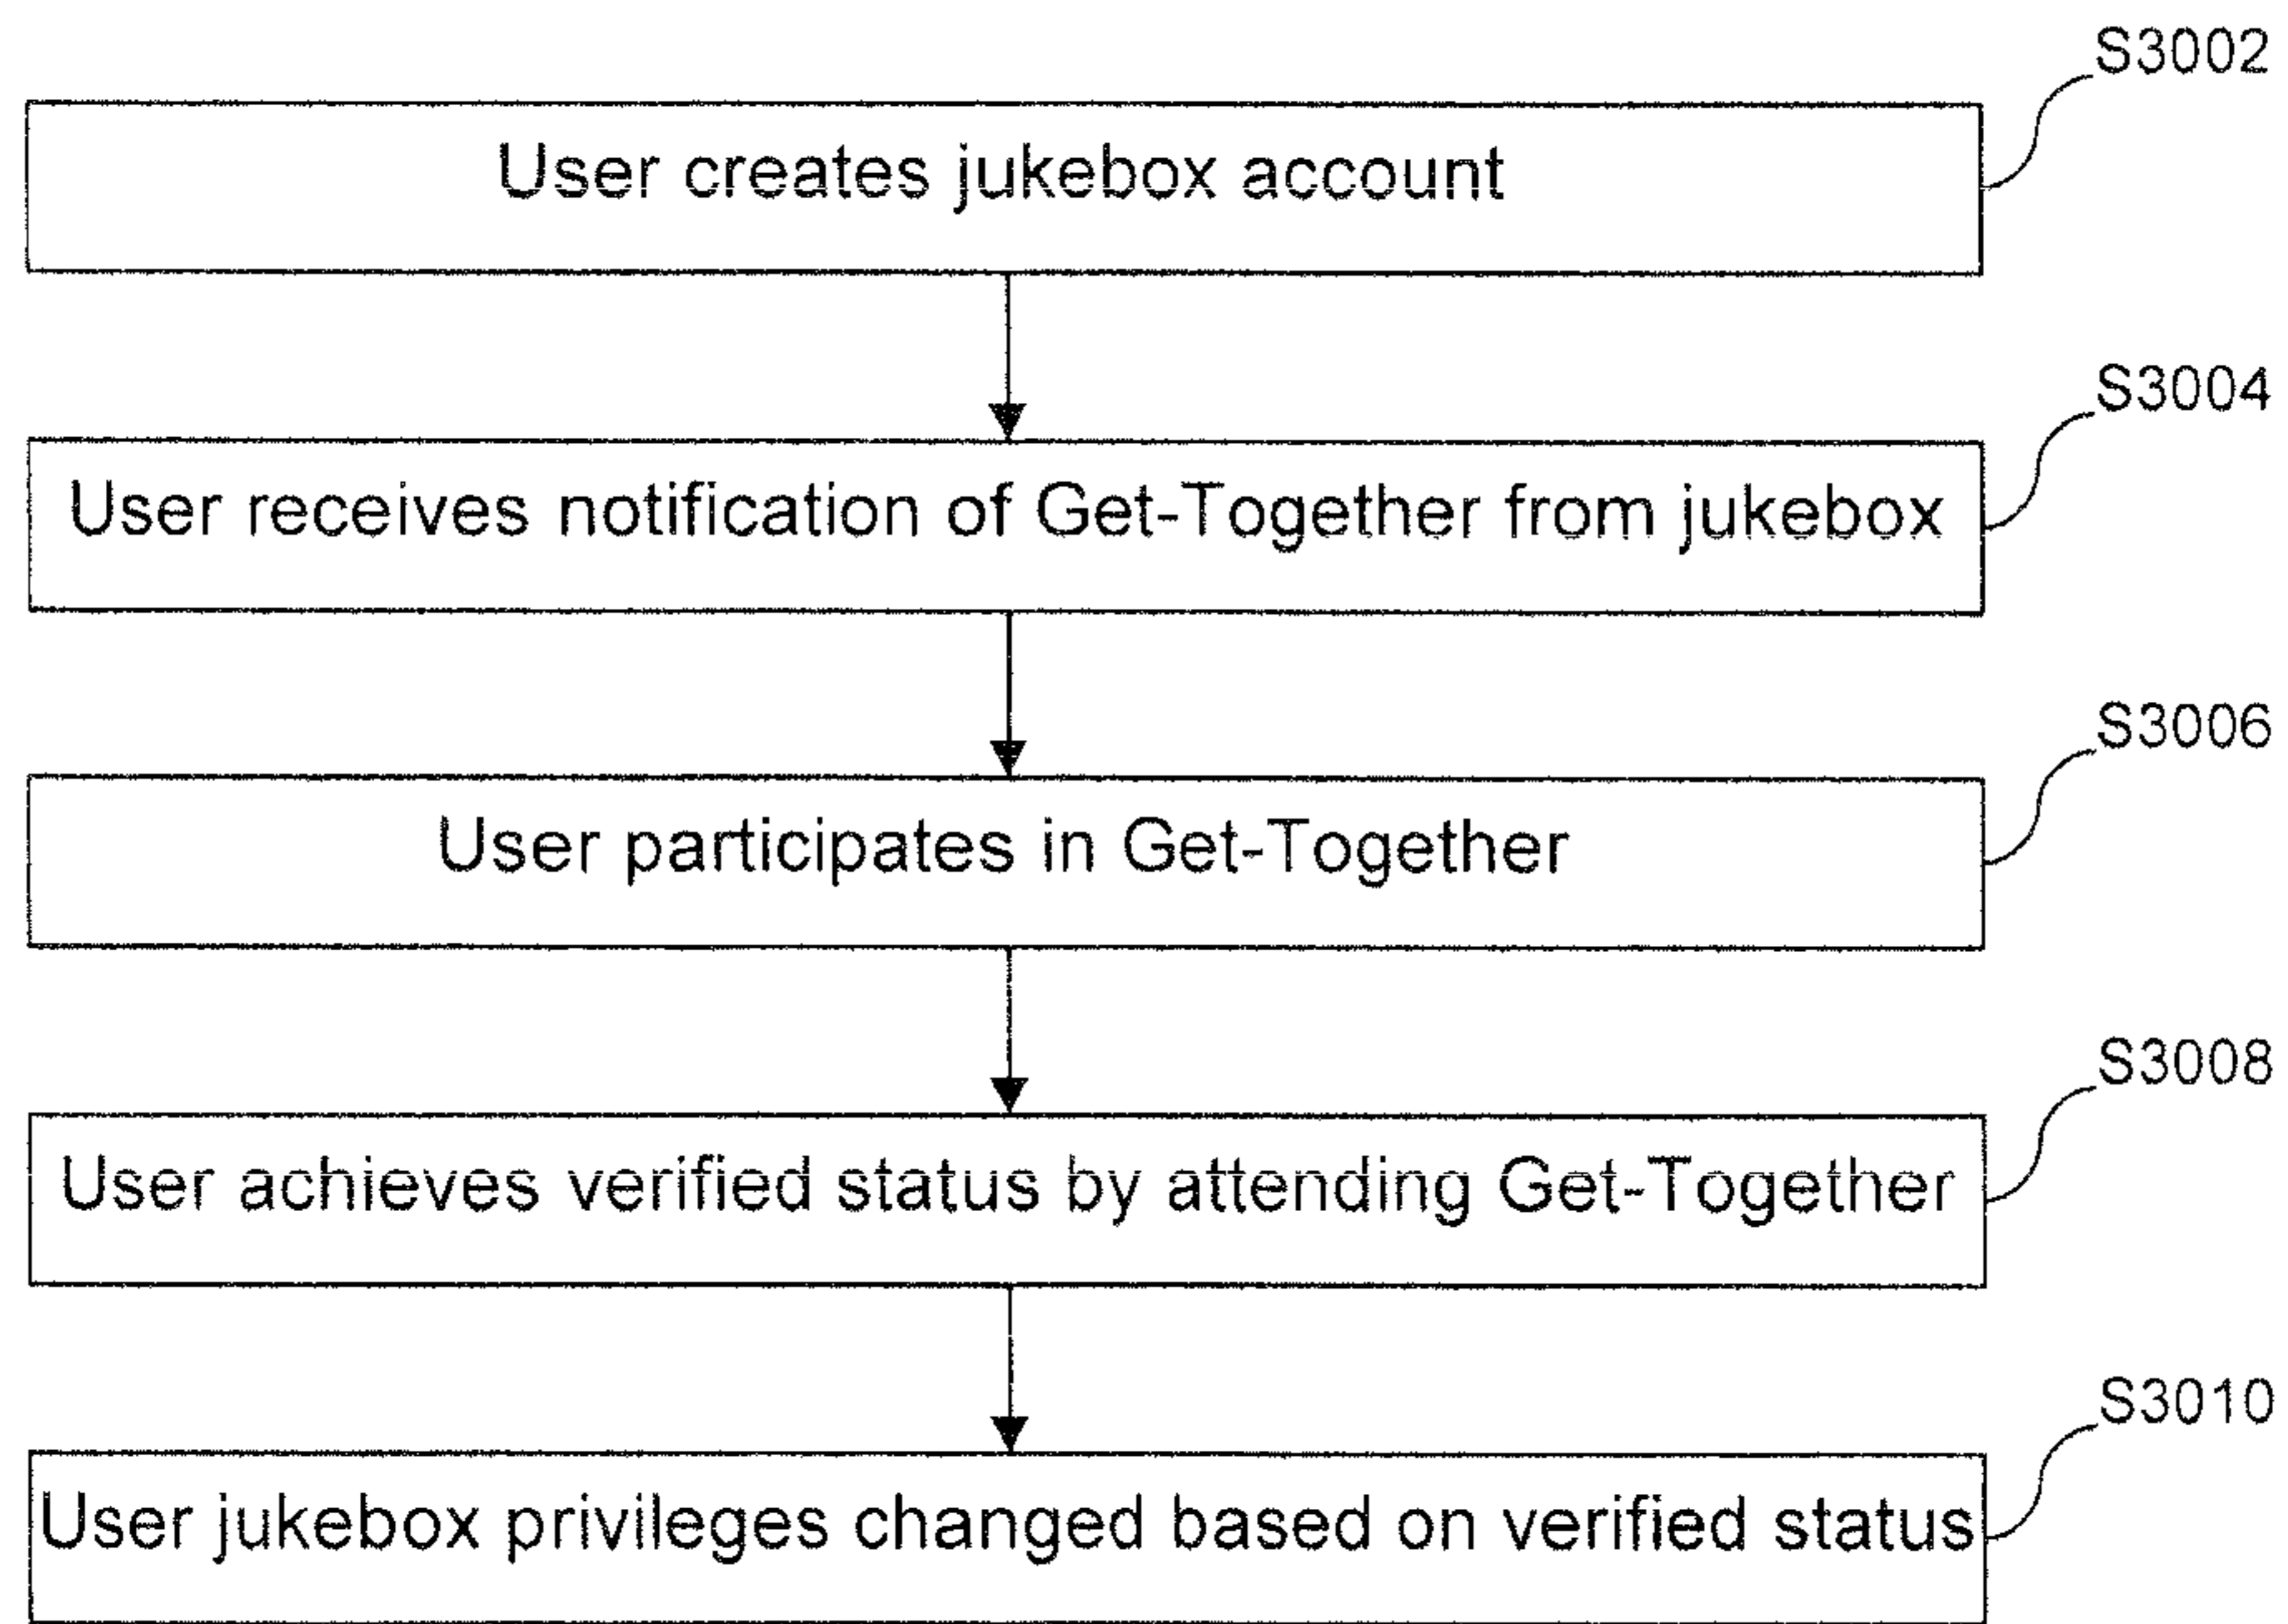 S3002
User creates jukebox account
S3004
User receives notification of Get-Together from jukebox
S3006
User participates in Get-Together
S3008
User achieves verified status by attending Get-Together
S3010
User jukebox privileges changed based on verified status